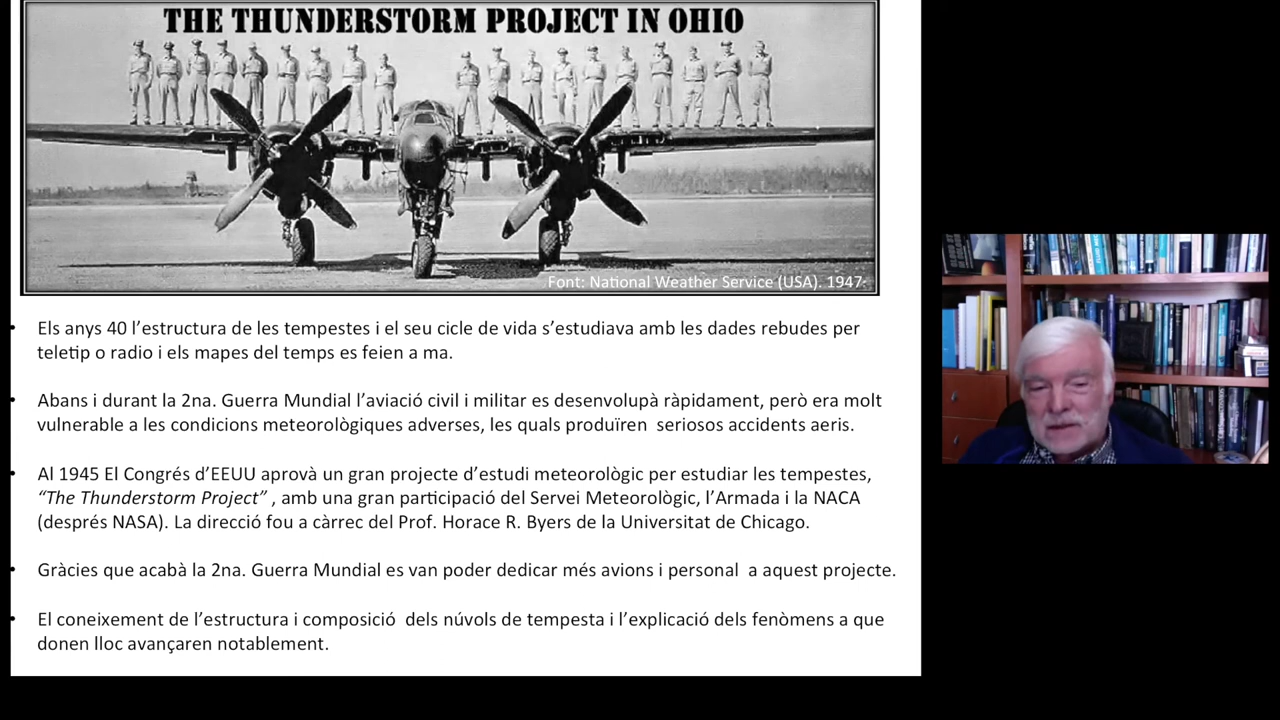 THE THUNDERSTORM PROJECT IN OHIO
Font: National Weather Service (USA). 1947.
• Els anys 40 l’estructura de les tempestes i el seu cicle de vida s’estudiava amb les dades rebudes per
teletip o radio i els mapes del temps es feien a ma.
• Abans i durant la 2na. Guerra Mundial l’aviació civil i militar es desenvolupà ràpidament, però era molt
vulnerable a les condicions meteorològiques adverses, les quals produïren seriosos accidents aeris.
• Al 1945 El Congrés d’EEUU aprovà un gran projecte d’estudi meteorològic per estudiar les tempestes,
“The Thunderstorm Project” , amb una gran participació del Servei Meteorològic, l’Armada i la NACA
(després NASA). La direcció fou a càrrec del Prof. Horace R. Byers de la Universitat de Chicago.
• Gràcies que acabà la 2na. Guerra Mundial es van poder dedicar més avions i personal a aquest projecte.
• El coneixement de l’estructura i composició dels núvols de tempesta i l’explicació dels fenòmens a que
donen lloc avançaren notablement.